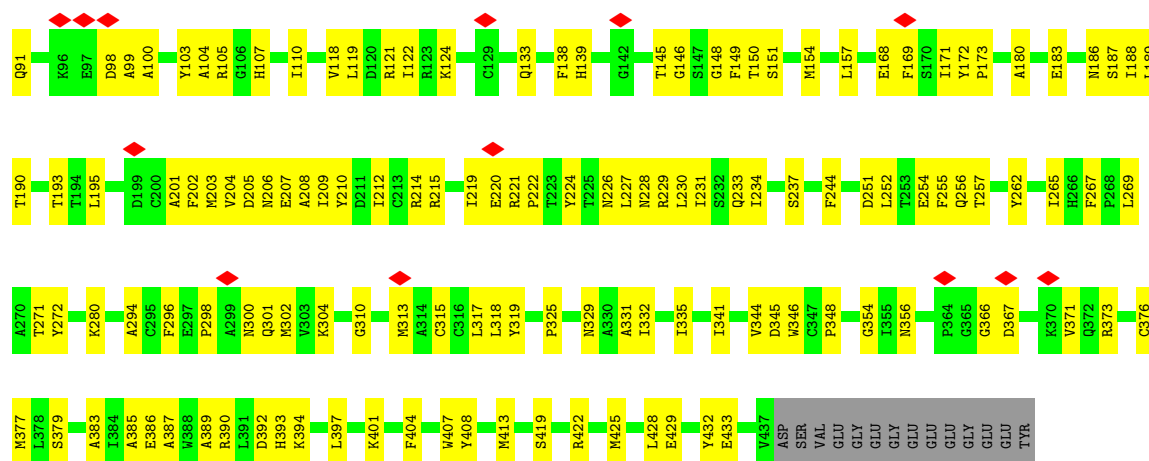 Q91 K96 E97 D98 A99 A100 Y103 A104 R105 G106 H107 I110 V118 L119 D120 R121 I122 R123 K124 C129 Q133 F138 H139 G142 T145 G146 S147 G148 F149 T150 S151 M154 L157 E168 F169 S170 I171 Y172 P173 A180 E183 N186 S187 I188 L189
T190 T193 T194 L195 D199 C200 A201 F202 M203 V204 D205 N206 E207 A208 I209 Y210 D211 I212 C213 R214 R215 I219 E220 R221 P222 T223 Y224 T225 N226 L227 N228 R229 L230 I231 S232 Q233 I234 S237 F244 D251 L252 T253 E254 F255 Q256 T257 Y262 I265 H266 F267 P268 L269
A270 T271 Y272 K280 A294 C295 F296 E297 P298 A299 N300 Q301 M302 V303 K304 G310 M313 A314 C315 C316 L317 L318 Y319 P325 N329 A330 A331 I332 I335 I341 V344 D345 W346 C347 P348 G354 I355 N356 P364 G365 G366 D367 K370 V371 Q372 R373 C376
M377 L378 S379 A383 I384 A385 E386 A387 W388 A389 R390 L391 D392 H393 K394 L397 K401 F404 W407 Y408 M413 S419 R422 M425 L428 E429 Y432 E433 V437 ASP SER VAL GLU GLY GLU GLY GLU GLU GLU GLY GLU GLU TYR